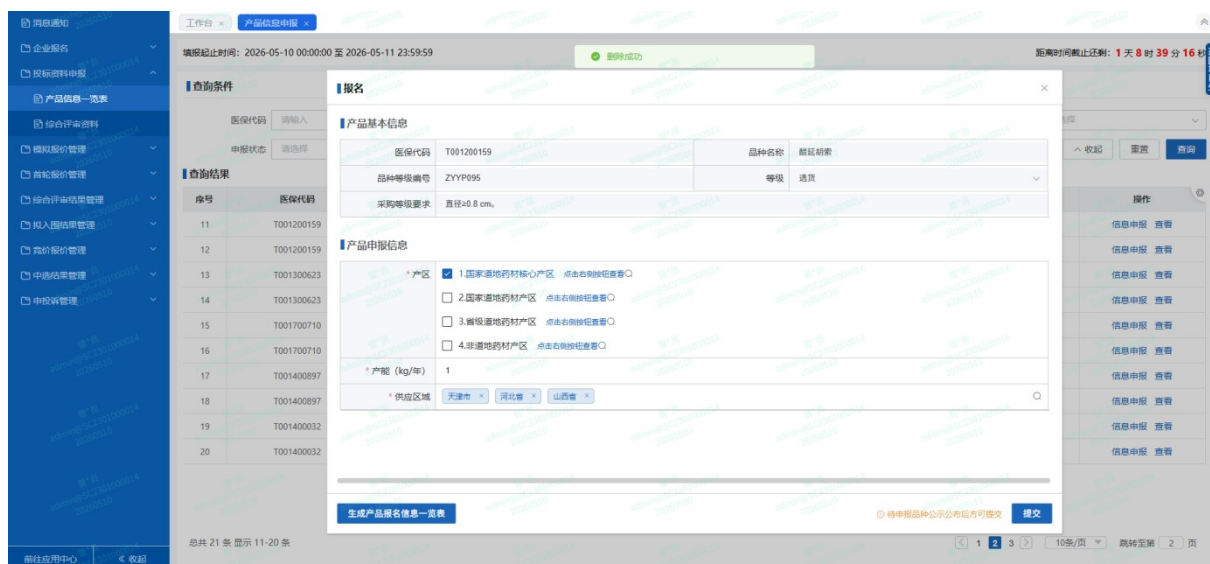 消息通知
工作台 ×
产品信息申报 ×
企业报名
填报起止时间: 2026-05-10 00:00:00 至 2026-05-11 23:59:59
删除成功
距离时间截止还剩: 1 天 8 时 39 分 16 秒
投标资料申报
产品信息一览表
综合评审资料
模拟报价管理
首轮报价管理
综合评审结果管理
拟入围结果管理
竞价报价管理
中选结果管理
申投诉管理
查询条件
医保代码 请输入
申报状态 请选择
收起 重置 查询
查询结果
序号 医保代码 操作
11 T001200159 信息申报 查看
12 T001200159 信息申报 查看
13 T001300623 信息申报 查看
14 T001300623 信息申报 查看
15 T001700710 信息申报 查看
16 T001700710 信息申报 查看
17 T001400897 信息申报 查看
18 T001400897 信息申报 查看
19 T001400032 信息申报 查看
20 T001400032 信息申报 查看
报名 ×
产品基本信息
医保代码 T001200159 品种名称 醋延胡索
品种等级编号 ZYYP095 等级 选货
采购等级要求 直径≥0.8 cm。
产品申报信息
* 产区 1.国家道地药材核心产区 点击右侧按钮查看
2.国家道地药材产区 点击右侧按钮查看
3.省级道地药材产区 点击右侧按钮查看
4.非道地药材产区 点击右侧按钮查看
* 产能 (kg/年) 1
* 供应区域 天津市 × 河北省 × 山西省 ×
生成产品报名信息一览表
待申报品种公示公布后方可提交 提交
总共 21 条 显示 11-20 条
1 2 3 10条/页 跳转至第 2 页
前往应用中心 收起